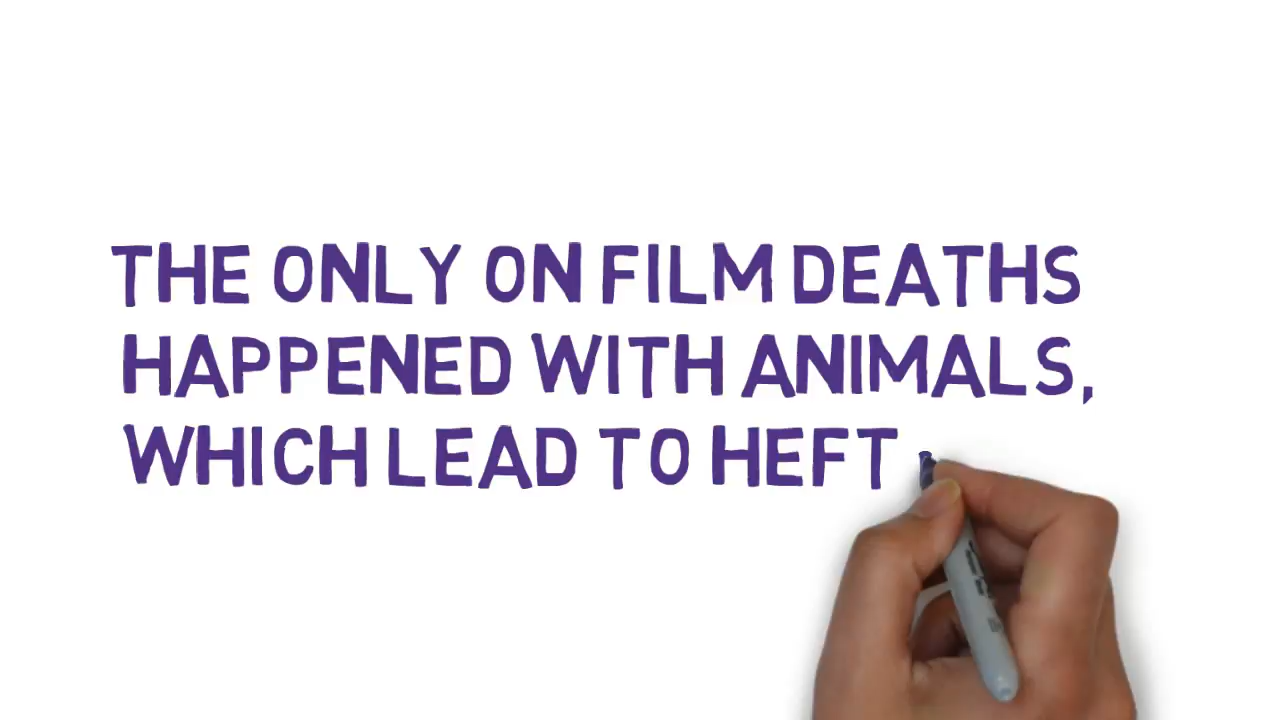 THE ONLY ON FILM DEATHS
HAPPENED WITH ANIMALS,
WHICH LEAD TO HEFT